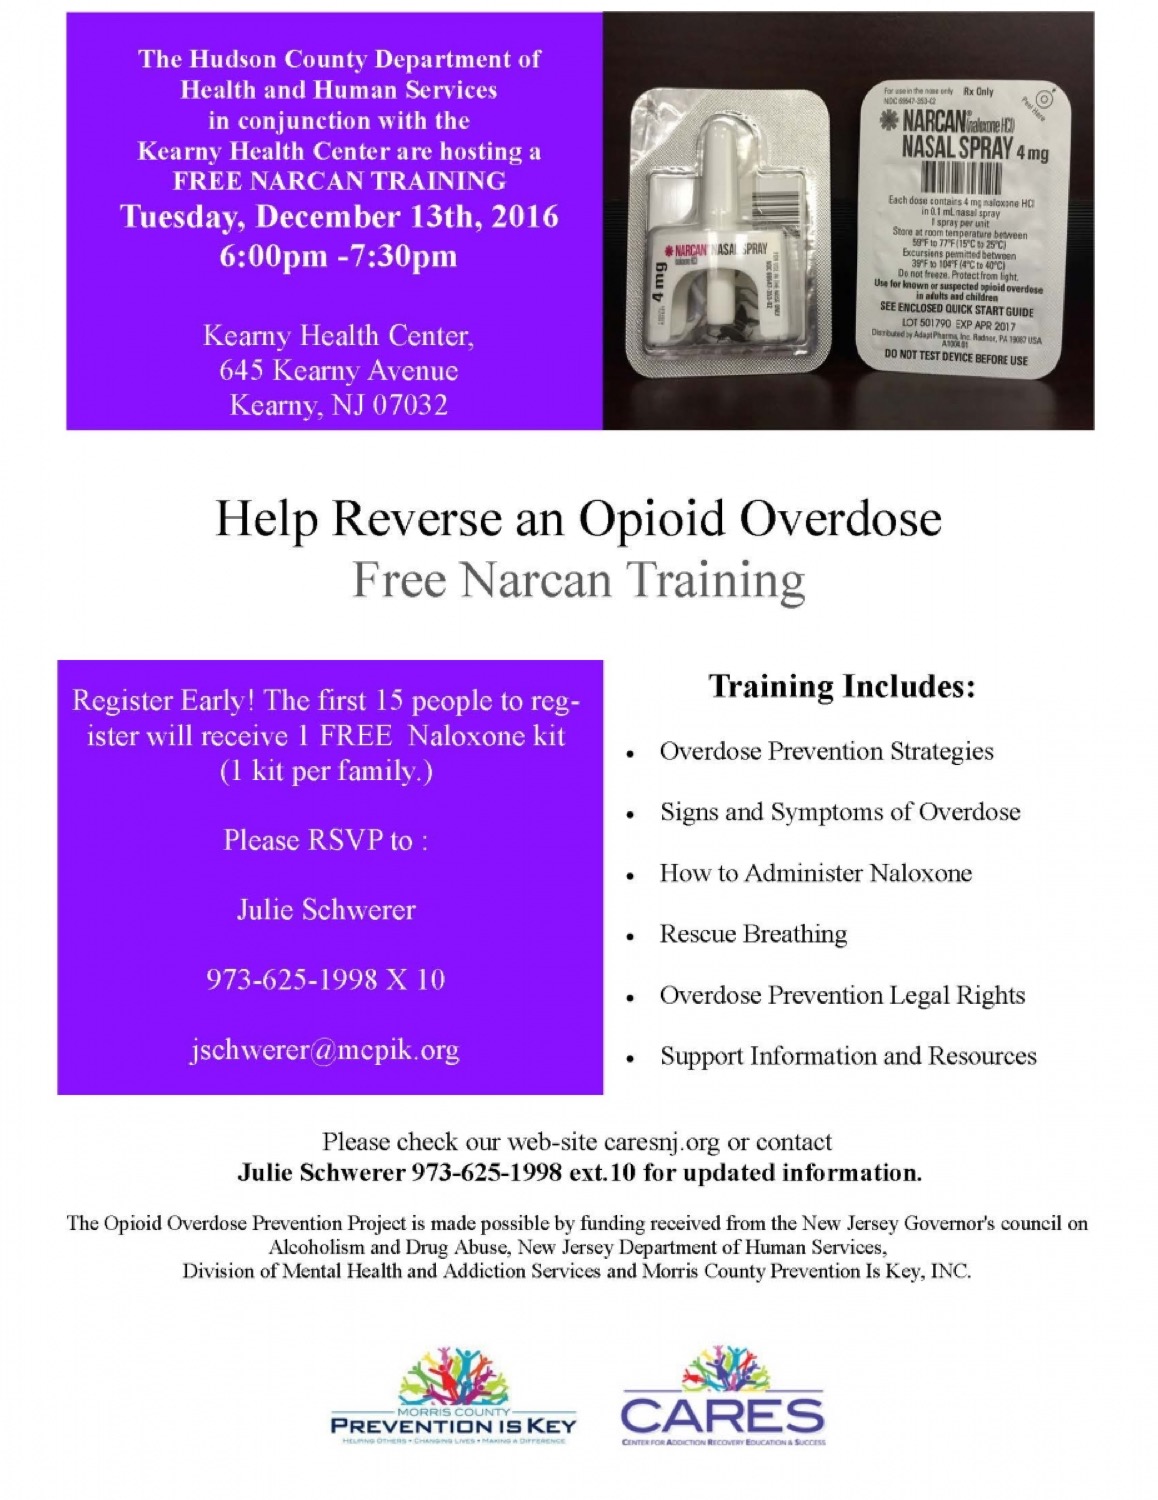 The Hudson County Department of
Health and Human Services
in conjunction with the
Kearny Health Center are hosting a
FREE NARCAN TRAINING
Tuesday, December 13th, 2016
6:00pm -7:30pm
Kearny Health Center,
645 Kearny Avenue
Kearny, NJ 07032
NARCAN NASAL SPRAY
4 mg
For use in the nose only Rx Only
Peel Here
NARCAN® (naloxone HCl)
NASAL SPRAY 4 mg
Each dose contains 4 mg naloxone HCl
in 0.1 mL nasal spray
1 spray per unit
Store at room temperature between
59°F to 77°F (15°C to 25°C)
Excursions permitted between
39°F to 104°F (4°C to 40°C)
Do not freeze. Protect from light.
Use for known or suspected opioid overdose
in adults and children
SEE ENCLOSED QUICK START GUIDE
LOT 501790 EXP APR 2017
Distributed by Adapt Pharma, Inc. Radnor, PA 19087 USA
DO NOT TEST DEVICE BEFORE USE
Help Reverse an Opioid Overdose
Free Narcan Training
Register Early! The first 15 people to reg-
ister will receive 1 FREE Naloxone kit
(1 kit per family.)
Please RSVP to :
Julie Schwerer
973-625-1998 X 10
jschwerer@mcpik.org
Training Includes:
• Overdose Prevention Strategies
• Signs and Symptoms of Overdose
• How to Administer Naloxone
• Rescue Breathing
• Overdose Prevention Legal Rights
• Support Information and Resources
Please check our web-site caresnj.org or contact
Julie Schwerer 973-625-1998 ext.10 for updated information.
The Opioid Overdose Prevention Project is made possible by funding received from the New Jersey Governor's council on
Alcoholism and Drug Abuse, New Jersey Department of Human Services,
Division of Mental Health and Addiction Services and Morris County Prevention Is Key, INC.
MORRIS COUNTY
PREVENTION IS KEY
HELPING OTHERS • CHANGING LIVES • MAKING A DIFFERENCE
CARES
CENTER FOR ADDICTION RECOVERY EDUCATION & SUCCESS